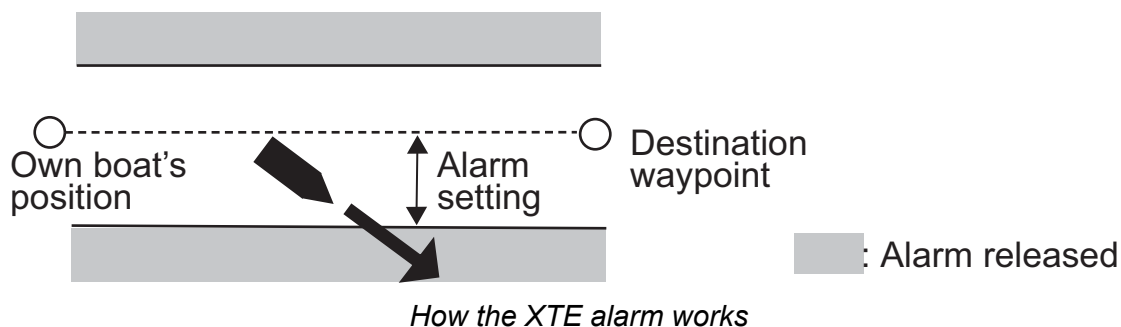 Own boat's
position
Alarm
setting
Destination
waypoint
: Alarm released
How the XTE alarm works